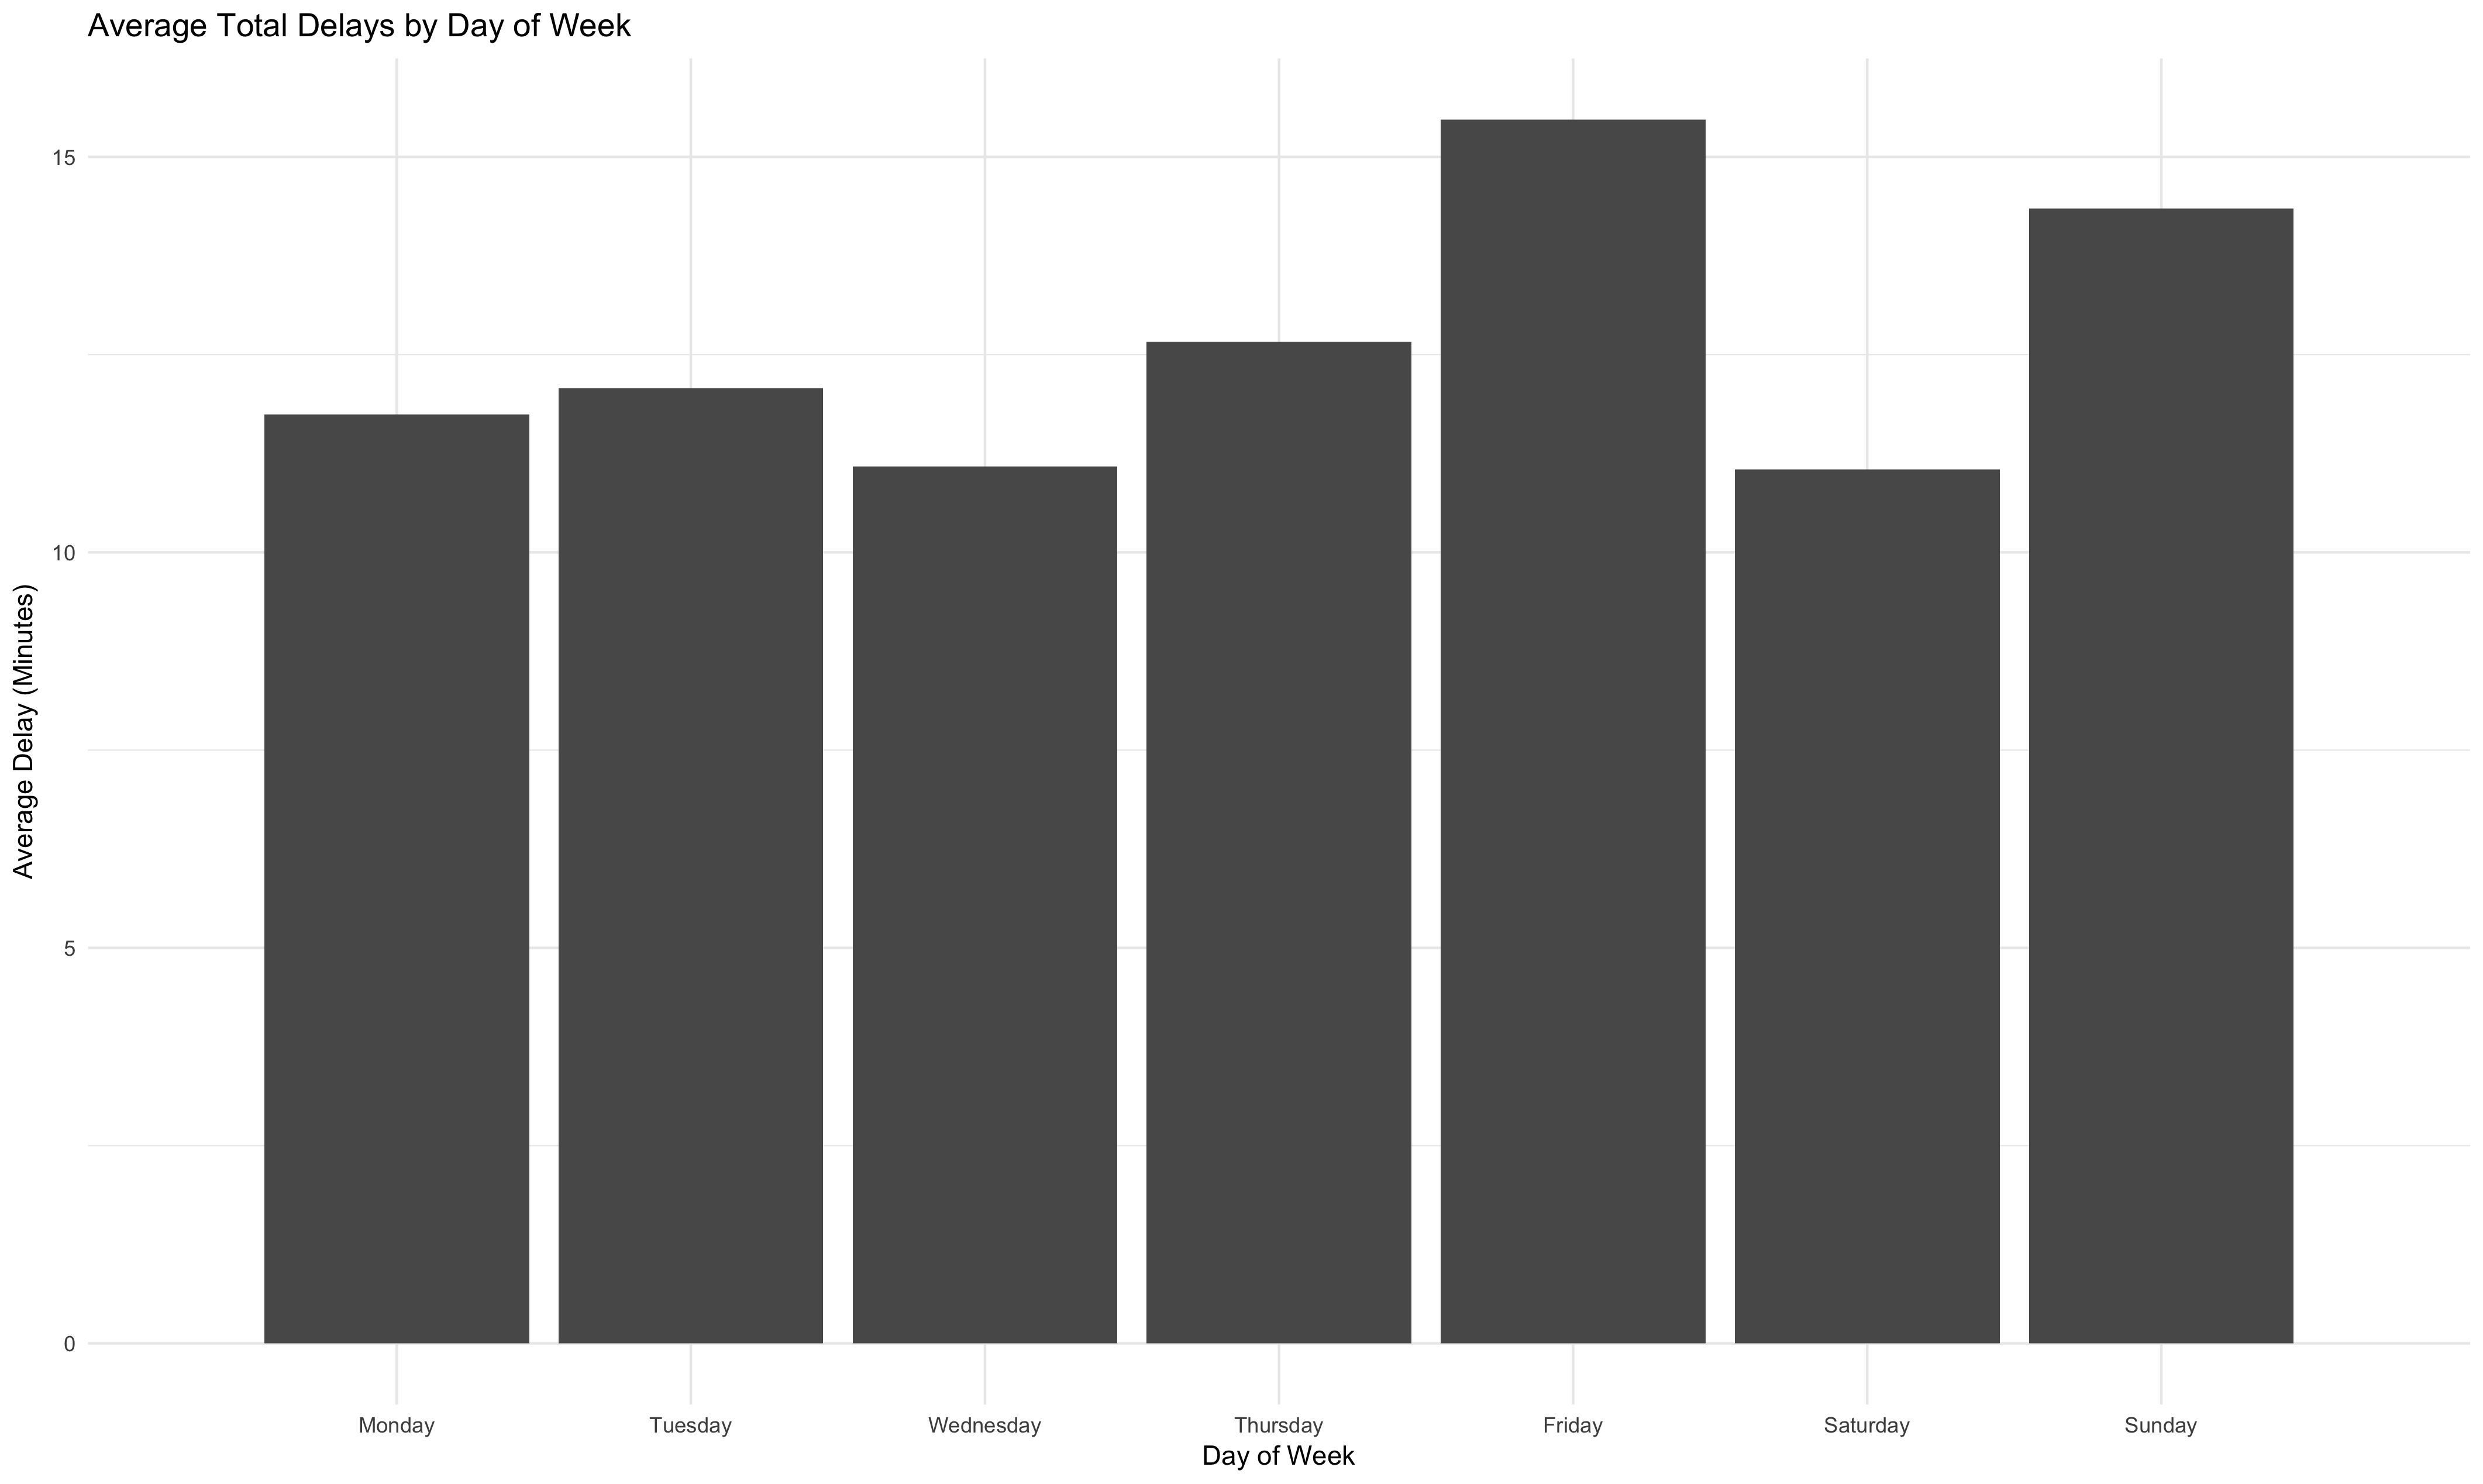 Average Total Delays by Day of Week
Average Delay (Minutes)
15
10
5
0
Monday Tuesday Wednesday Thursday Friday Saturday Sunday
Day of Week